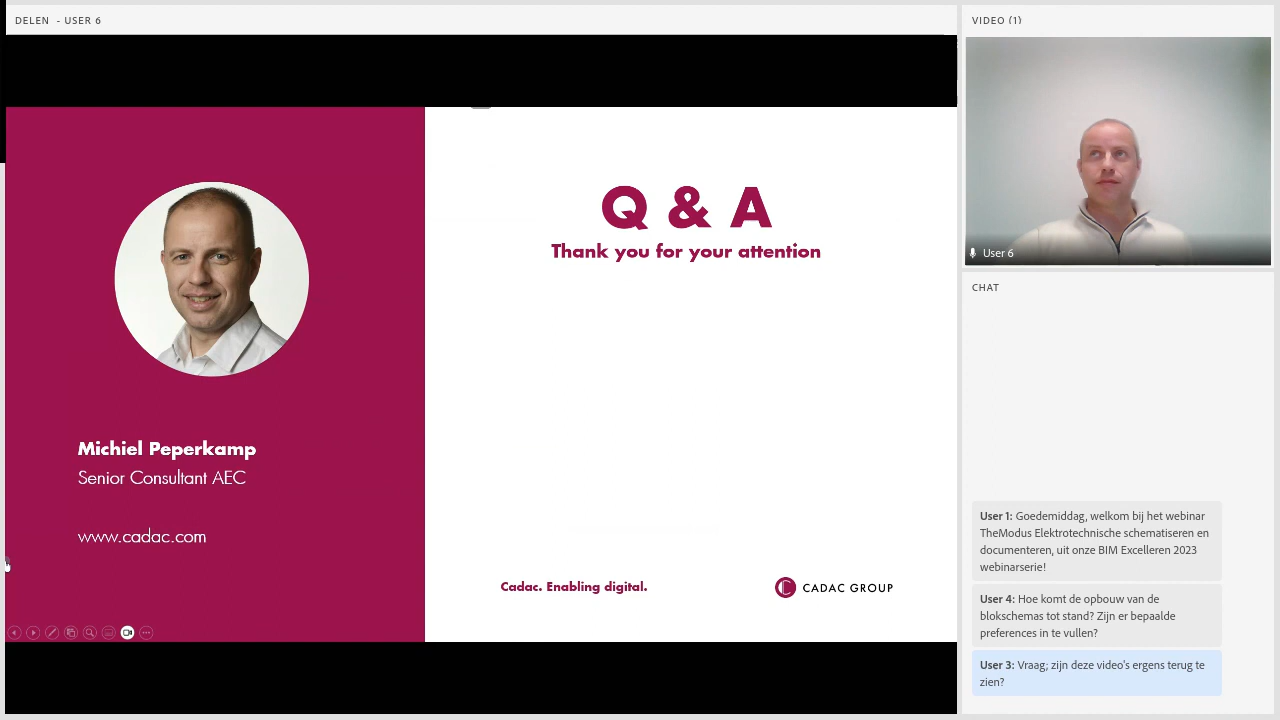 DELEN - USER 6
Q & A
Thank you for your attention
Michiel Peperkamp
Senior Consultant AEC
www.cadac.com
Cadac. Enabling digital.
CADAC GROUP
VIDEO (1)
User 6
CHAT
User 1: Goedemiddag, welkom bij het webinar
TheModus Elektrotechnische schematiseren en
documenteren, uit onze BIM Excelleren 2023
webinarserie!
User 4: Hoe komt de opbouw van de
blokschemas tot stand? Zijn er bepaalde
preferences in te vullen?
User 3: Vraag; zijn deze video's ergens terug te
zien?